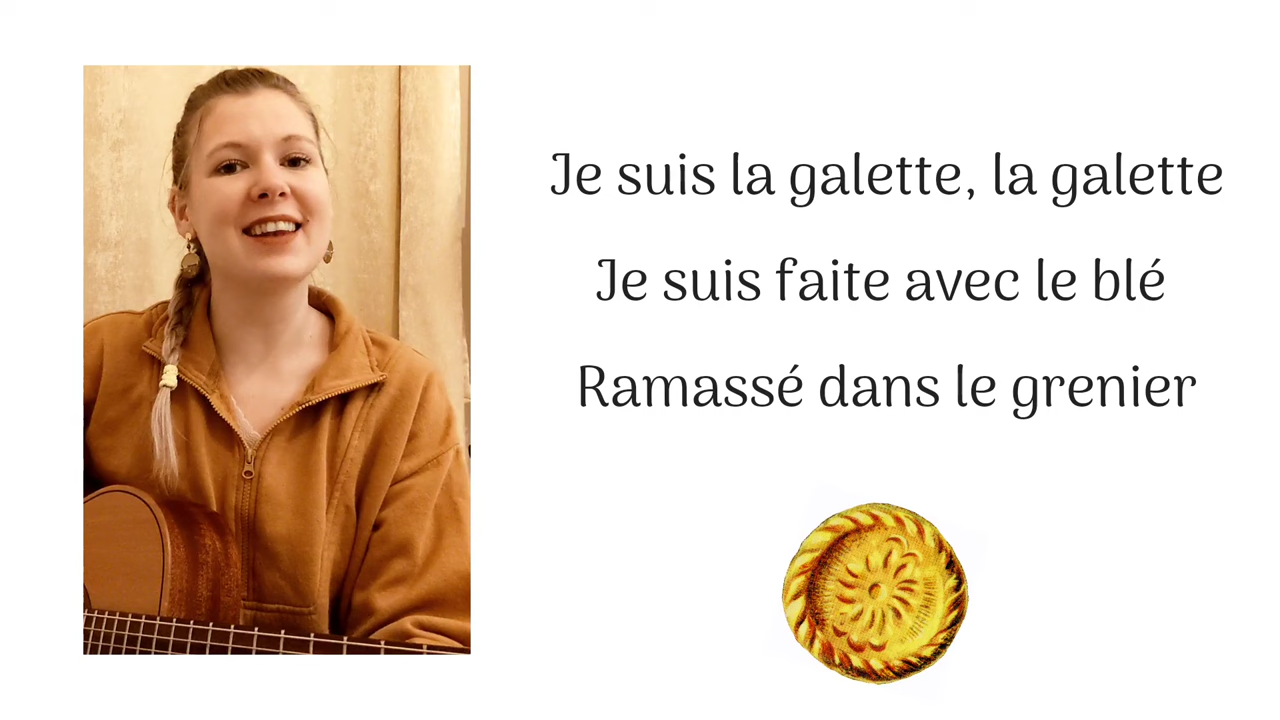 Je suis la galette, la galette
Je suis faite avec le blé
Ramassé dans le grenier